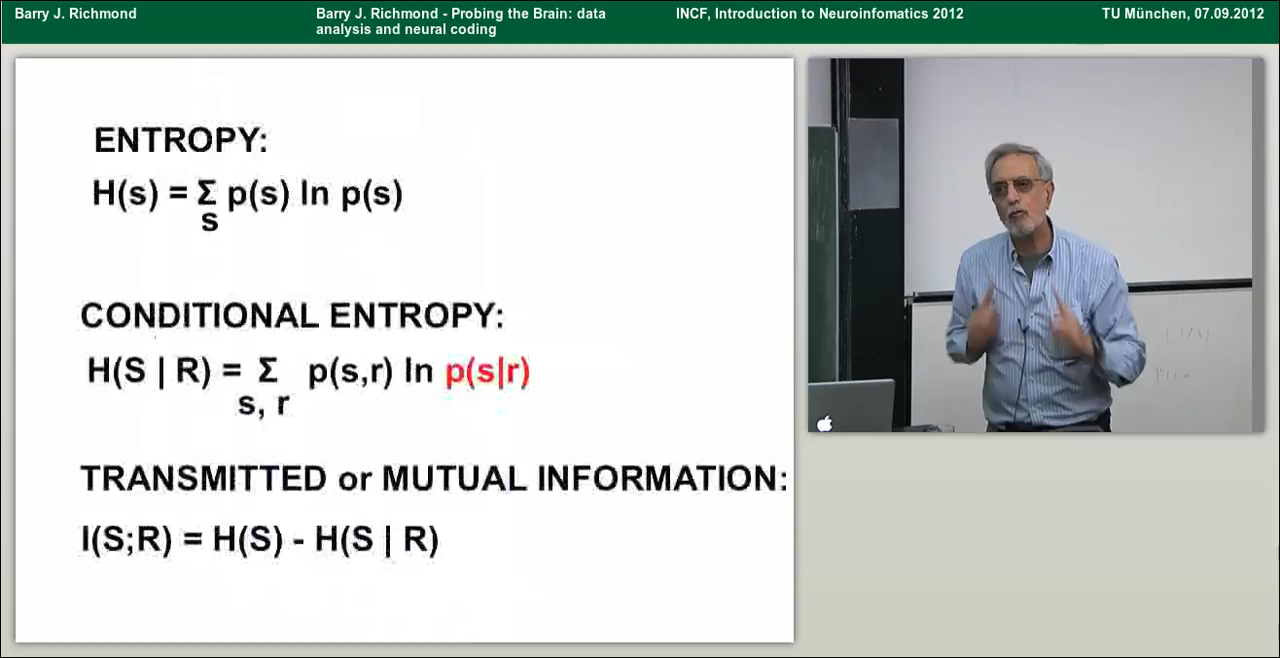 Barry J. Richmond
Barry J. Richmond - Probing the Brain: data
analysis and neural coding
INCF, Introduction to Neuroinfomatics 2012
TU München, 07.09.2012
ENTROPY:
H(s) = Σ p(s) ln p(s)
s
CONDITIONAL ENTROPY:
H(S | R) = Σ p(s,r) ln p(s|r)
s, r
TRANSMITTED or MUTUAL INFORMATION:
I(S;R) = H(S) - H(S | R)